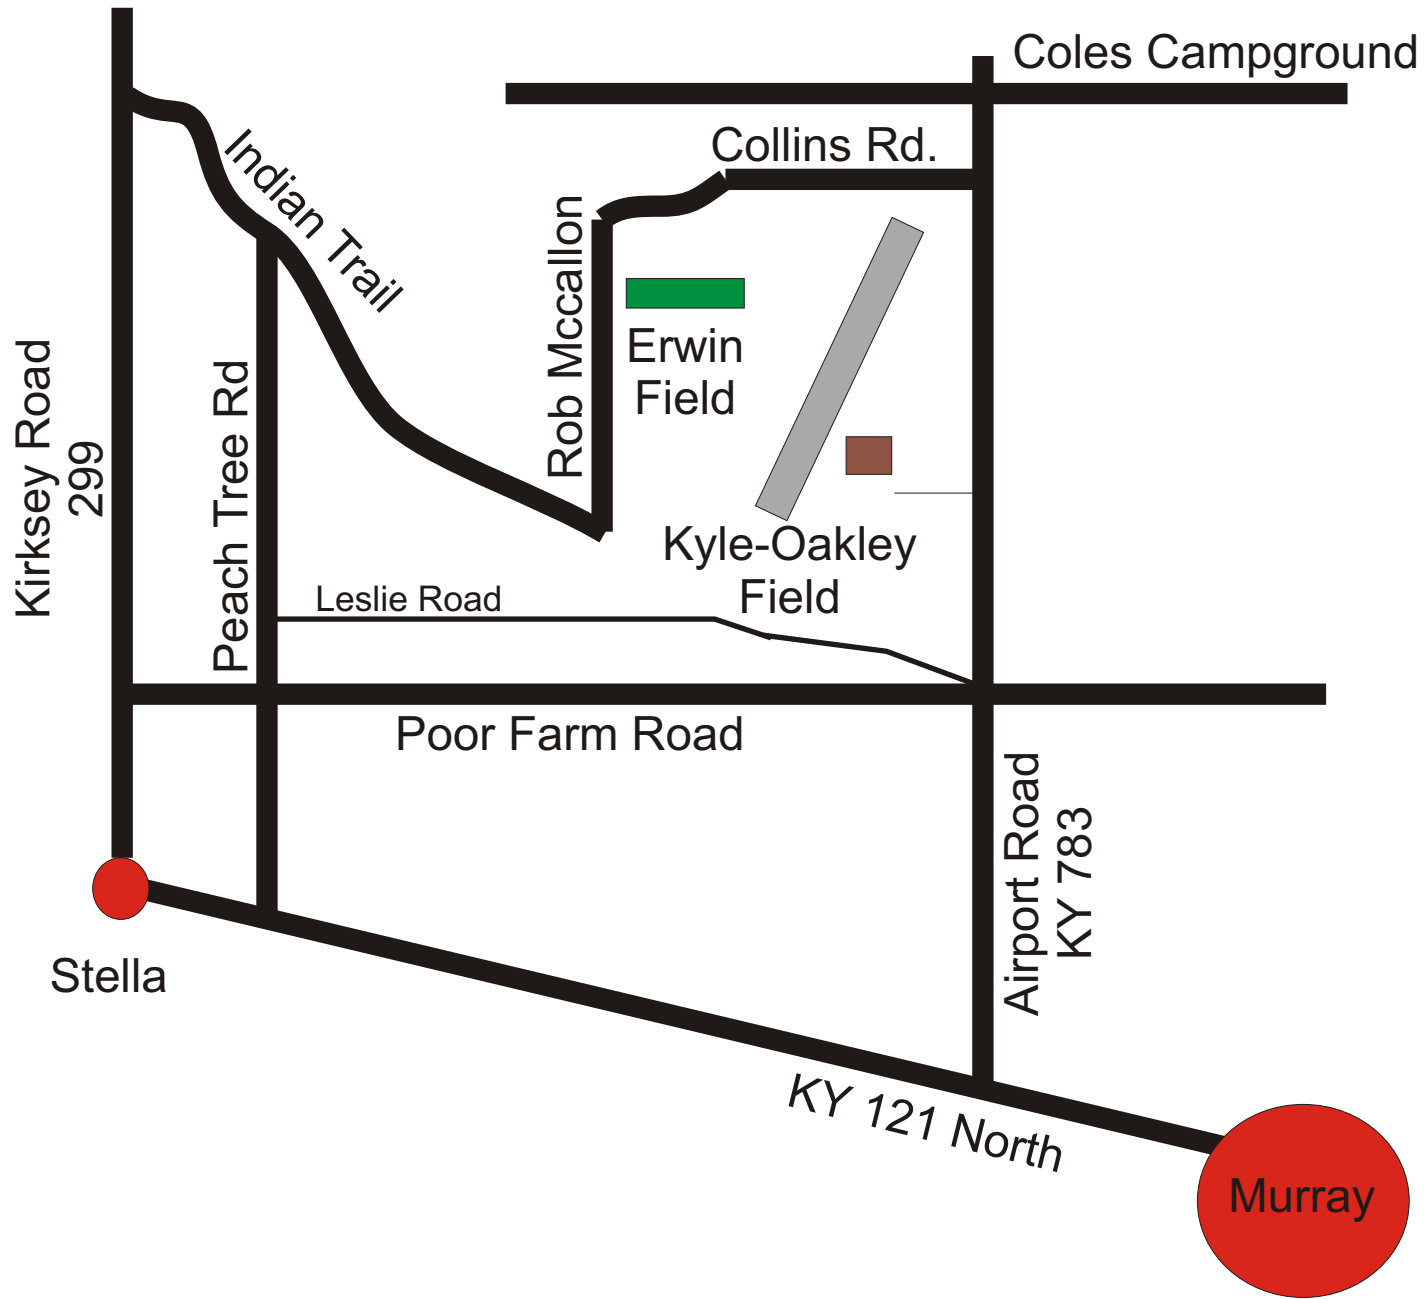 Coles Campground
Collins Rd.
Indian Trail
Rob Mccallon
Erwin
Field
Kirksey Road
299
Peach Tree Rd
Kyle-Oakley
Field
Leslie Road
Poor Farm Road
Airport Road
KY 783
Stella
KY 121 North
Murray